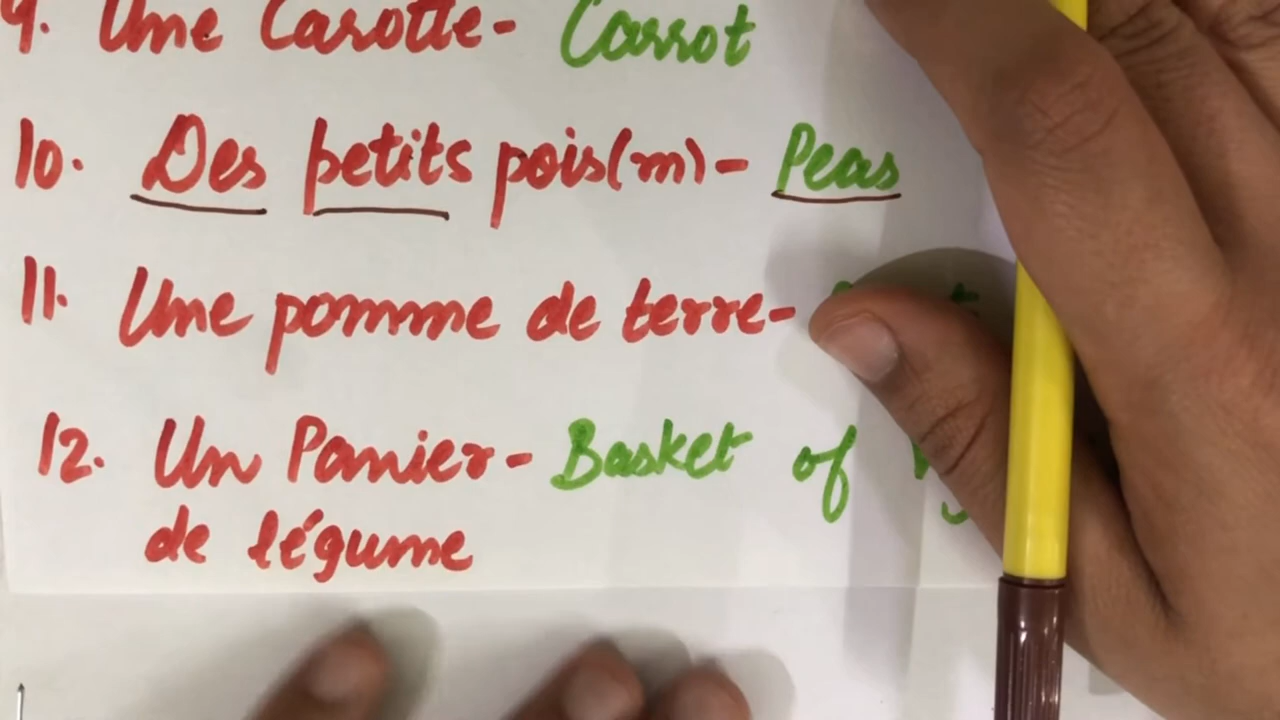 9. Une Carotte- Carrot
10. Des petits pois(m)- Peas
11. Une pomme de terre-
12. Un Panier- Basket of
de légume